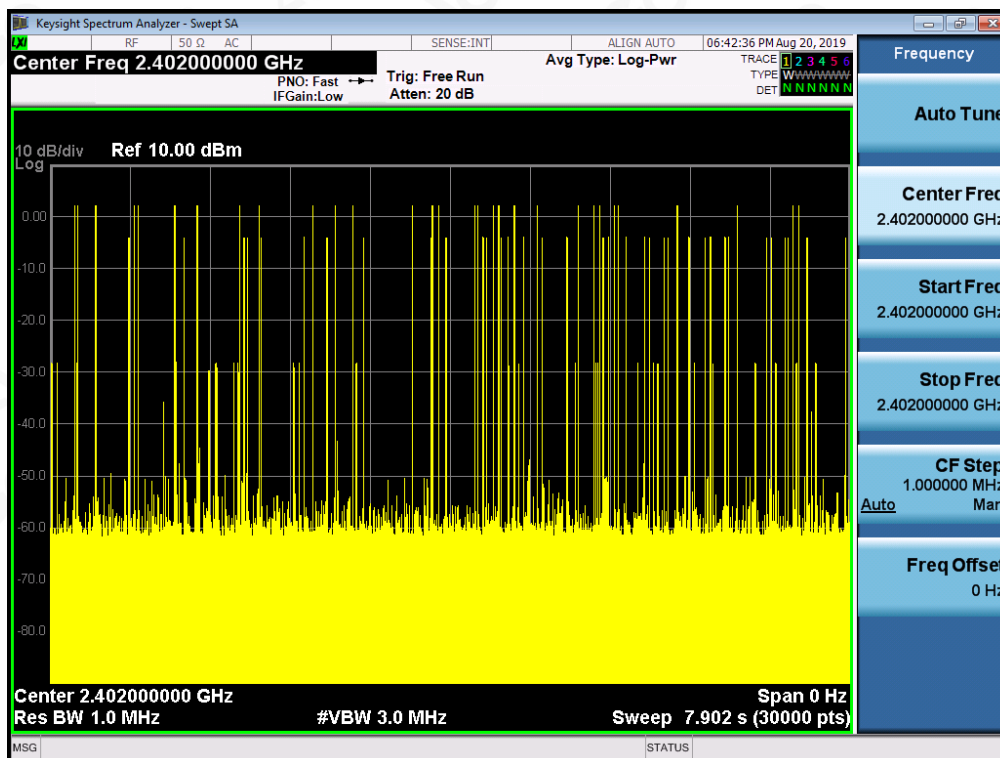 Keysight Spectrum Analyzer - Swept SA
LXI RF 50 Ω AC SENSE:INT ALIGN AUTO 06:42:36 PM Aug 20, 2019
Center Freq 2.402000000 GHz
PNO: Fast
IFGain:Low
Trig: Free Run
Atten: 20 dB
Avg Type: Log-Pwr
TRACE 1 2 3 4 5 6
TYPE W
DET N N N N N N
10 dB/div Ref 10.00 dBm
Log
0.00
-10.0
-20.0
-30.0
-40.0
-50.0
-60.0
-70.0
-80.0
Center 2.402000000 GHz Span 0 Hz
Res BW 1.0 MHz #VBW 3.0 MHz Sweep 7.902 s (30000 pts)
MSG STATUS
Frequency
Auto Tune
Center Freq
2.402000000 GHz
Start Freq
2.402000000 GHz
Stop Freq
2.402000000 GHz
CF Step
1.000000 MHz
Auto Man
Freq Offset
0 Hz